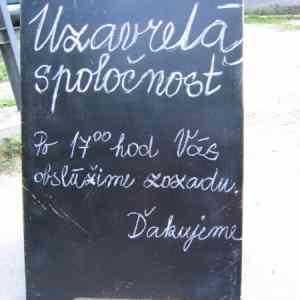 Uzavretá
spoločnosť
Po 17⁰⁰ hod Vás
obslúžime zozadu.
Ďakujeme